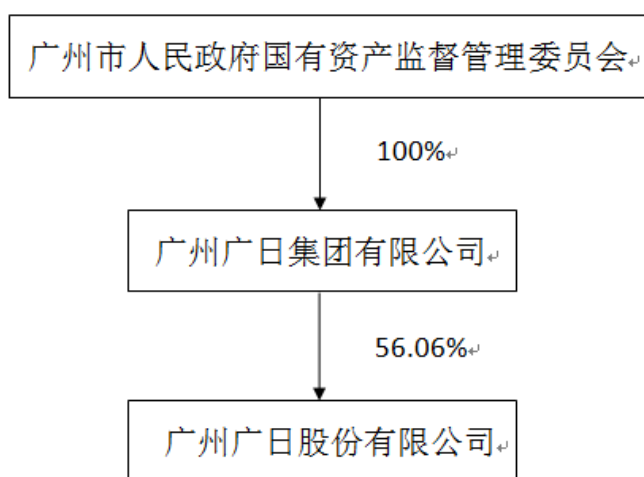 广州市人民政府国有资产监督管理委员会
100%
广州广日集团有限公司
56.06%
广州广日股份有限公司